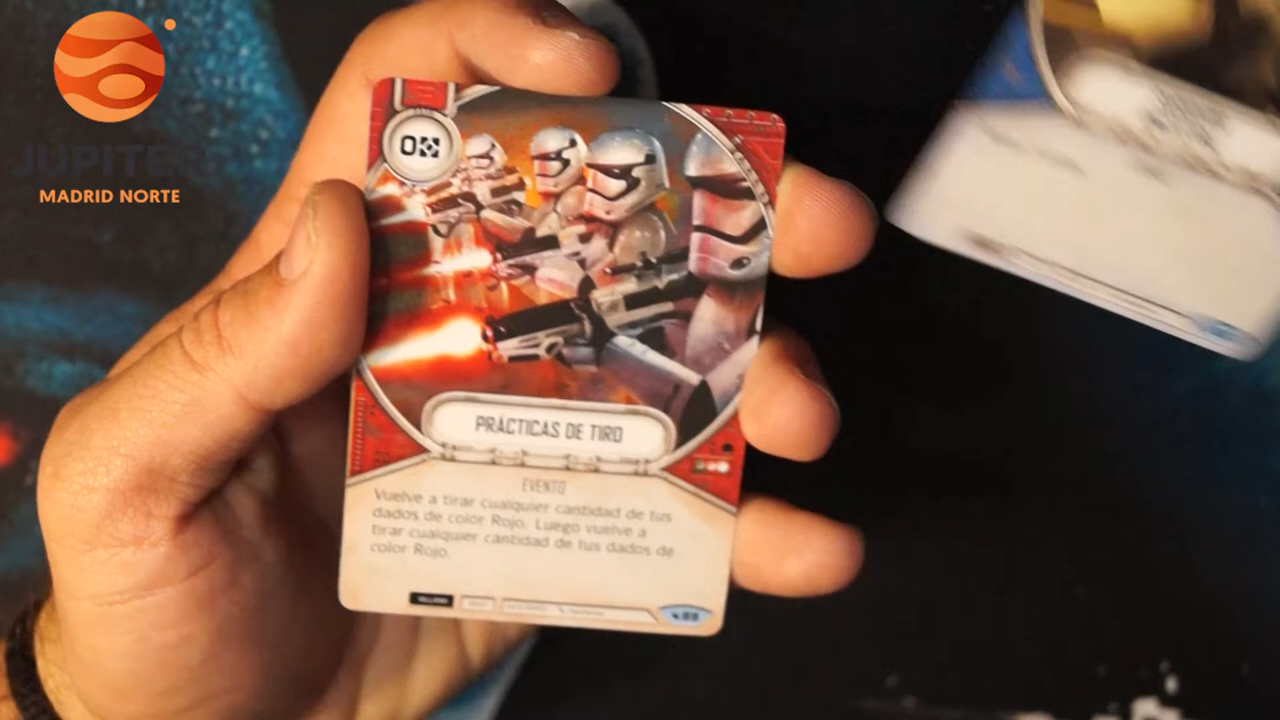 JUPITER
MADRID NORTE
0
PRÁCTICAS DE TIRO
EVENTO
Vuelve a tirar cualquier cantidad de tus
dados de color Rojo. Luego vuelve a
tirar cualquier cantidad de tus dados de
color Rojo.